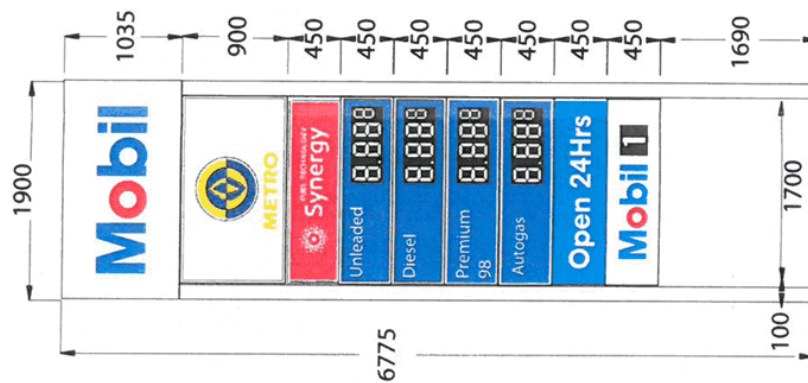 1035
900
450
450
450
450
450
450
450
1690
1900
Mobil
METRO
FUEL TECHNOLOGY
Synergy
Unleaded
8.888
Diesel
8.888
Premium
98
8.888
Autogas
8.888
Open 24Hrs
Mobil 1
1700
100
6775